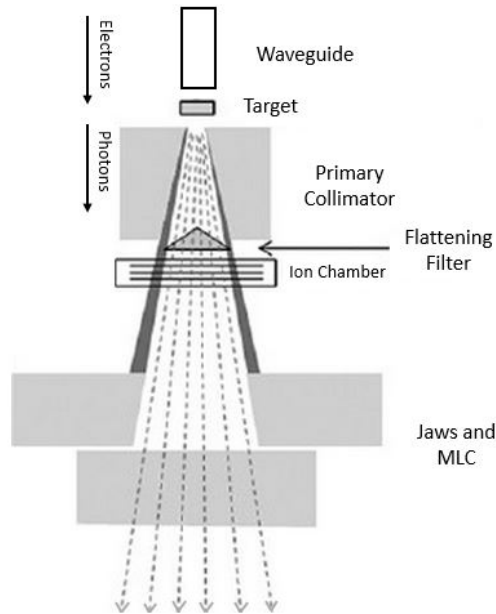 Electrons
Waveguide
Target
Photons
Primary
Collimator
Flattening
Filter
Ion Chamber
Jaws and
MLC